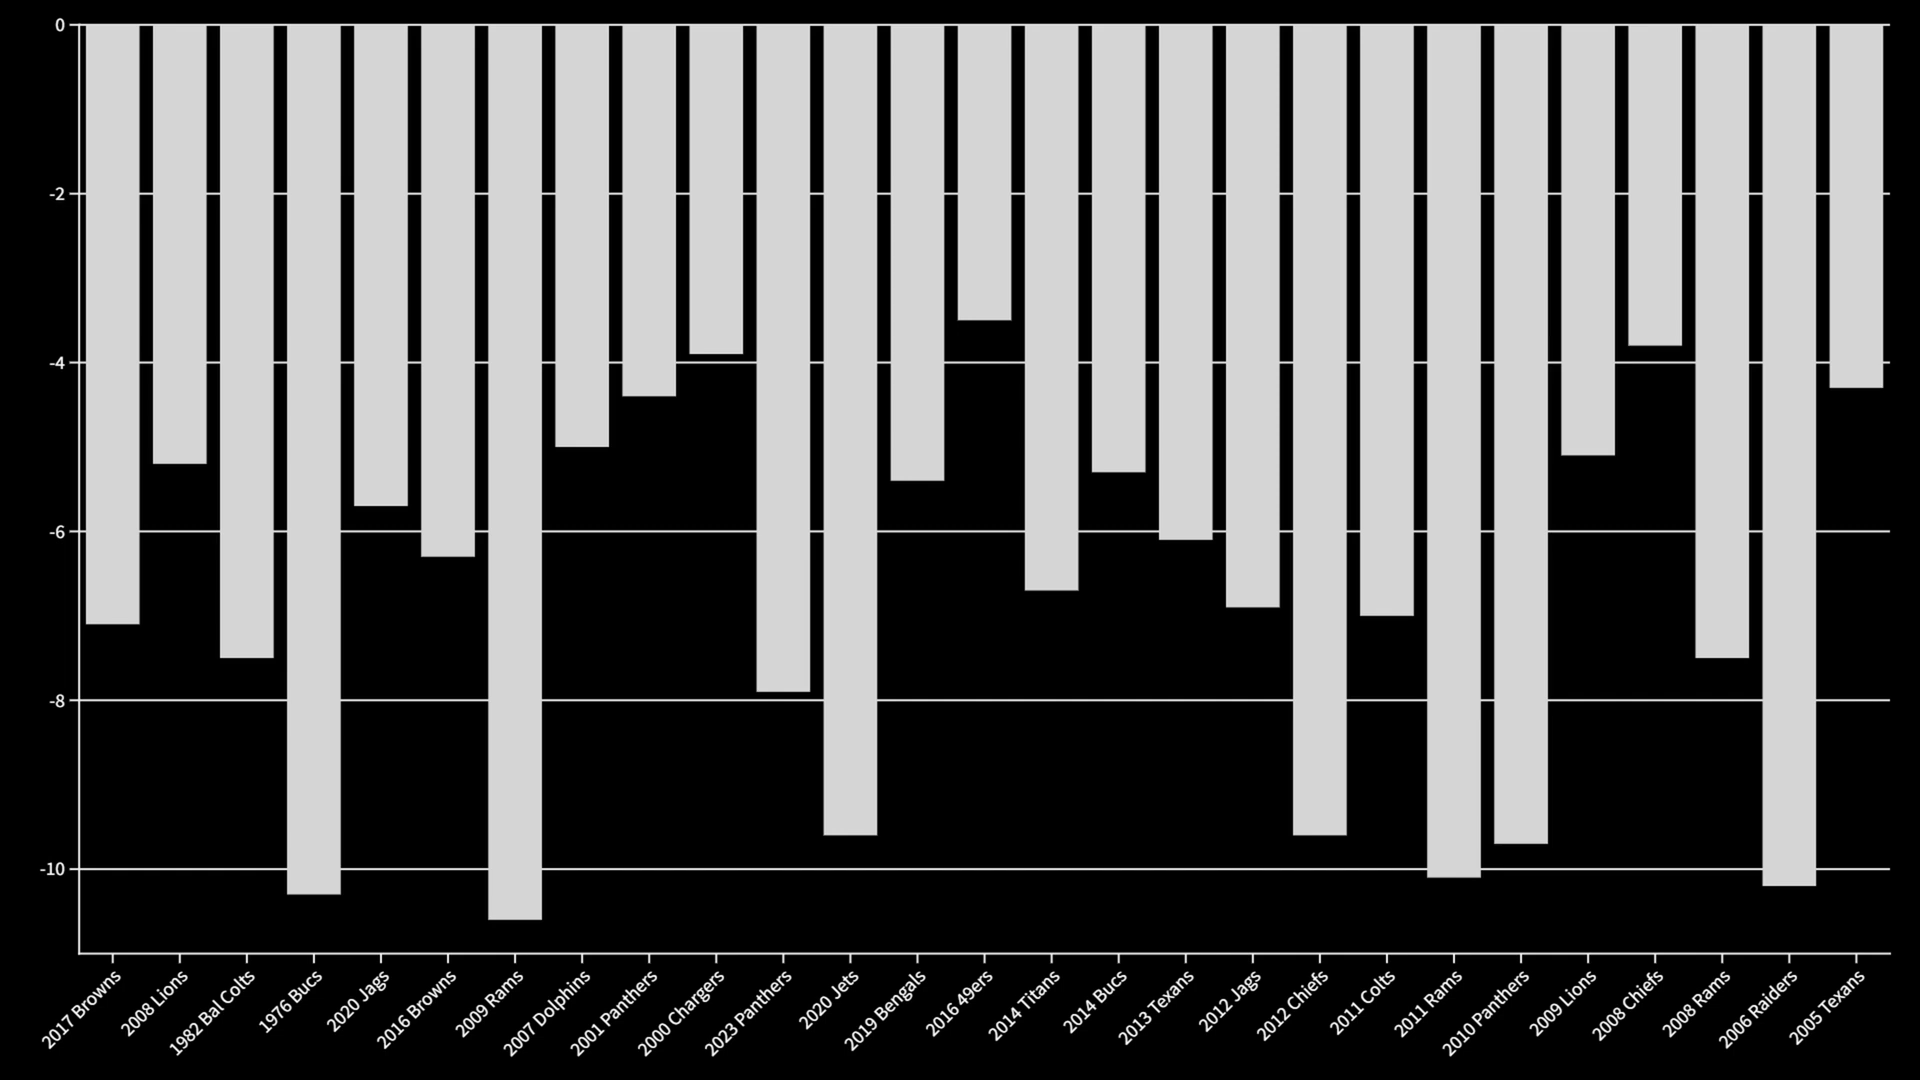 0
-2
-4
-6
-8
-10
2017 Browns
2008 Lions
1982 Bal Colts
1976 Bucs
2020 Jags
2016 Browns
2009 Rams
2007 Dolphins
2001 Panthers
2000 Chargers
2023 Panthers
2020 Jets
2019 Bengals
2016 49ers
2014 Titans
2014 Bucs
2013 Texans
2012 Jags
2012 Chiefs
2011 Colts
2011 Rams
2010 Panthers
2009 Lions
2008 Chiefs
2008 Rams
2006 Raiders
2005 Texans